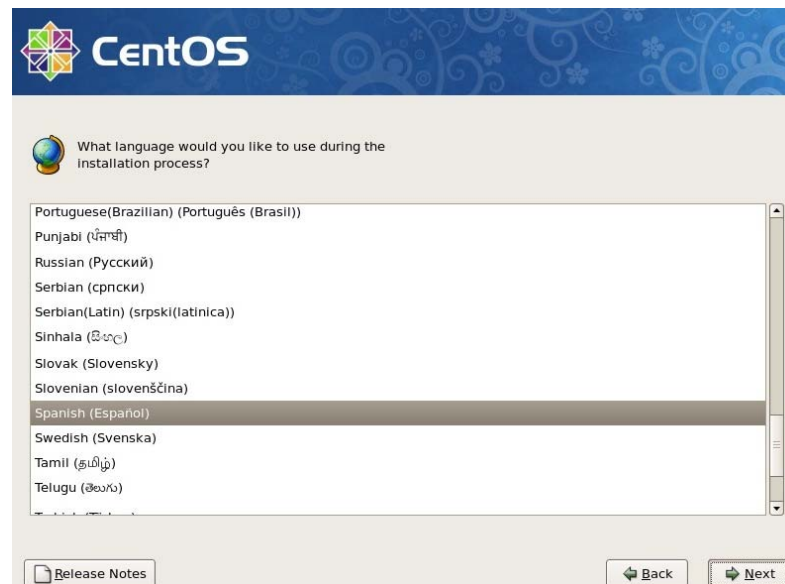 CentOS
What language would you like to use during the
installation process?
Portuguese(Brazilian) (Português (Brasil))
Punjabi (ਪੰਜਾਬੀ)
Russian (Русский)
Serbian (српски)
Serbian(Latin) (srpski(latinica))
Sinhala (සිංහල)
Slovak (Slovensky)
Slovenian (slovenščina)
Spanish (Español)
Swedish (Svenska)
Tamil (தமிழ்)
Telugu (తెలుగు)
Release Notes
Back
Next